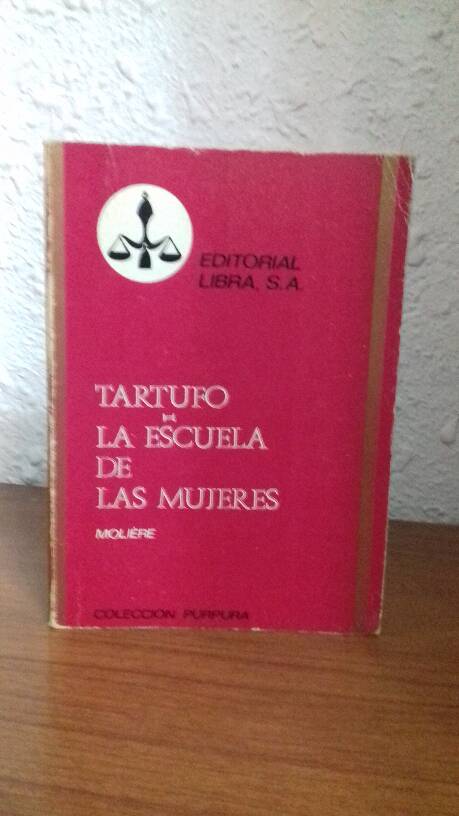 EDITORIAL
LIBRA, S.A.
TARTUFO
LA ESCUELA
DE
LAS MUJERES
MOLIÈRE
COLECCION PURPURA